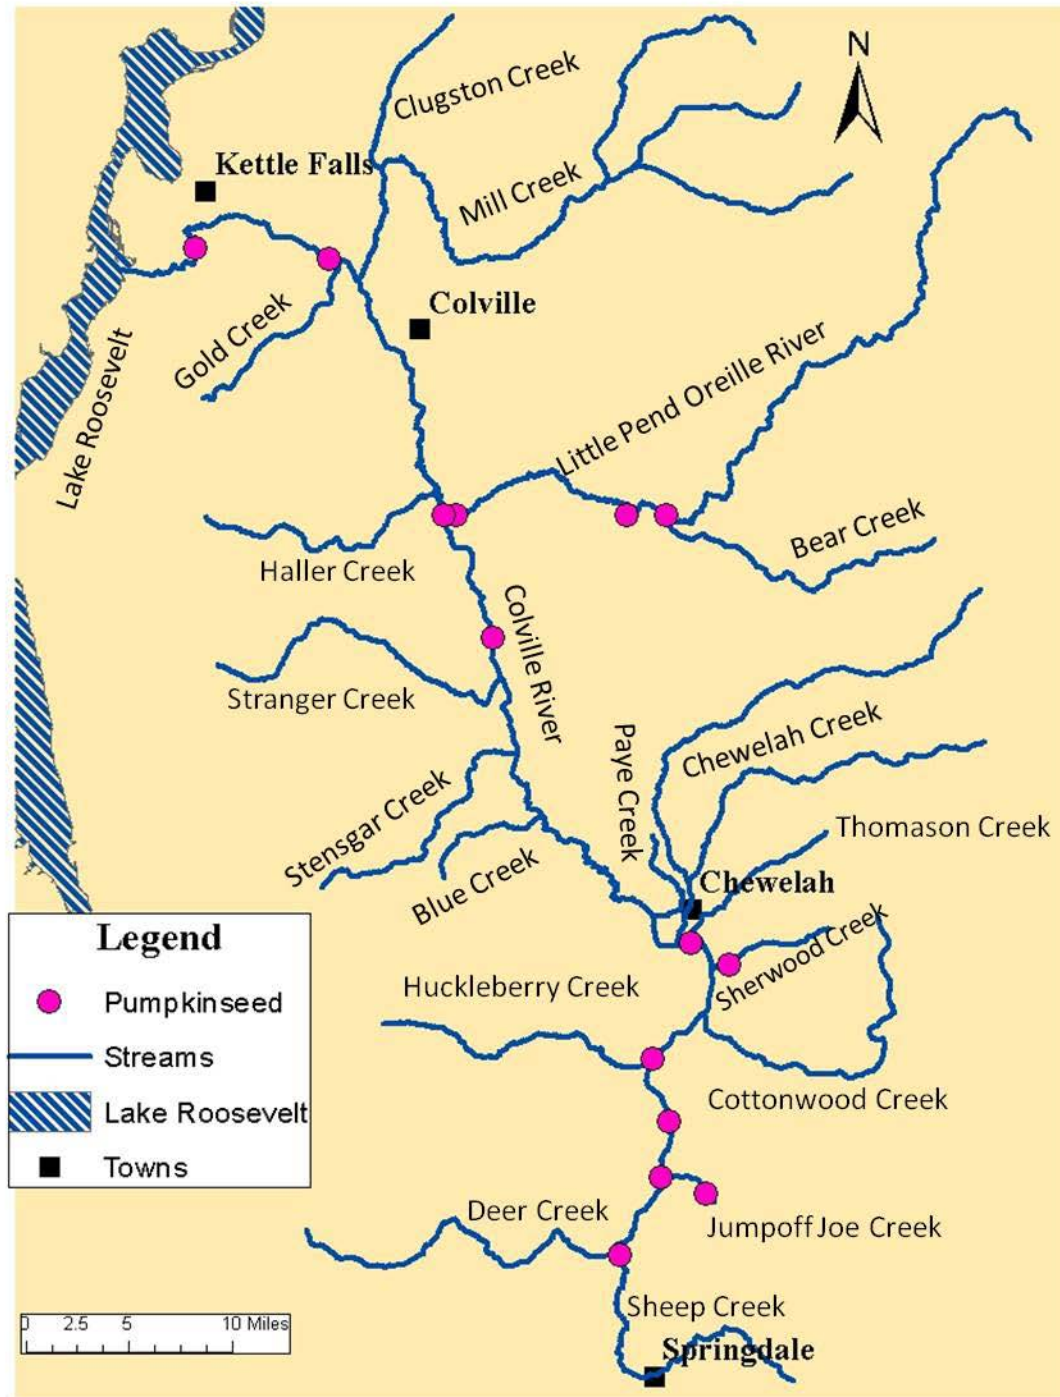 N
Clugston Creek
Kettle Falls
Mill Creek
Colville
Gold Creek
Lake Roosevelt
Little Pend Oreille River
Bear Creek
Haller Creek
Colville River
Stranger Creek
Paye Creek
Chewelah Creek
Stensgar Creek
Thomason Creek
Blue Creek
Chewelah
Sherwood Creek
Huckleberry Creek
Cottonwood Creek
Deer Creek
Jumpoff Joe Creek
Sheep Creek
Springdale
Legend
Pumpkinseed
Streams
Lake Roosevelt
Towns
0 2.5 5 10 Miles